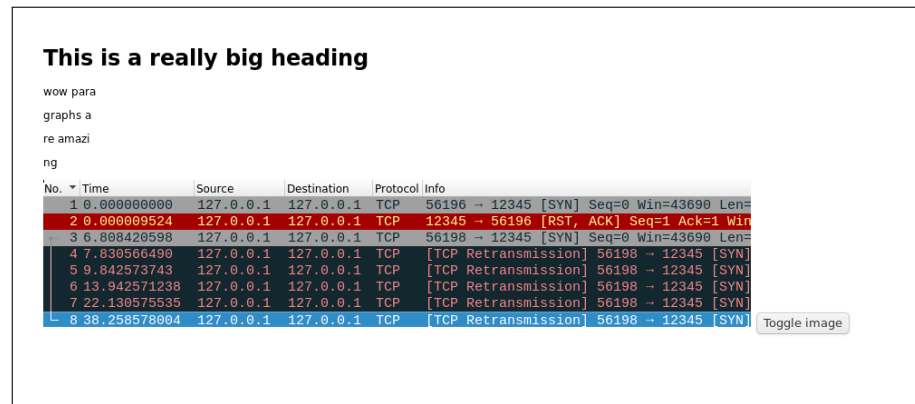 This is a really big heading
wow para
graphs a
re amazi
ng
No. Time Source Destination Protocol Info
1 0.000000000 127.0.0.1 127.0.0.1 TCP 56196 → 12345 [SYN] Seq=0 Win=43690 Len=
2 0.000009524 127.0.0.1 127.0.0.1 TCP 12345 → 56196 [RST, ACK] Seq=1 Ack=1 Win
3 6.808420598 127.0.0.1 127.0.0.1 TCP 56198 → 12345 [SYN] Seq=0 Win=43690 Len=
4 7.830566490 127.0.0.1 127.0.0.1 TCP [TCP Retransmission] 56198 → 12345 [SYN]
5 9.842573743 127.0.0.1 127.0.0.1 TCP [TCP Retransmission] 56198 → 12345 [SYN]
6 13.942571238 127.0.0.1 127.0.0.1 TCP [TCP Retransmission] 56198 → 12345 [SYN]
7 22.130575535 127.0.0.1 127.0.0.1 TCP [TCP Retransmission] 56198 → 12345 [SYN]
8 38.258578004 127.0.0.1 127.0.0.1 TCP [TCP Retransmission] 56198 → 12345 [SYN]
Toggle image